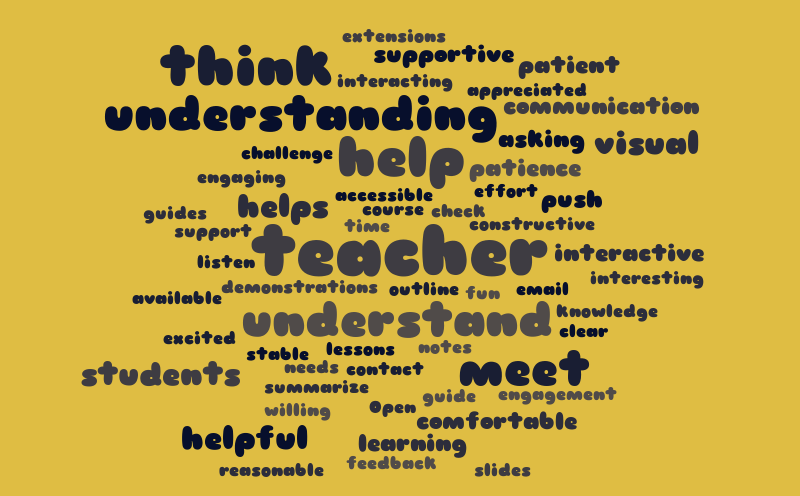 extensions
think supportive patient
interacting appreciated
understanding communication
asking visual
challenge help patience
engaging accessible effort push
guides helps course check
support time constructive
listen teacher interactive
demonstrations outline fun email interesting
available understand knowledge
excited clear
stable lessons notes
students needs contact meet
summarize guide engagement
willing Open comfortable
helpful learning
reasonable feedback slides